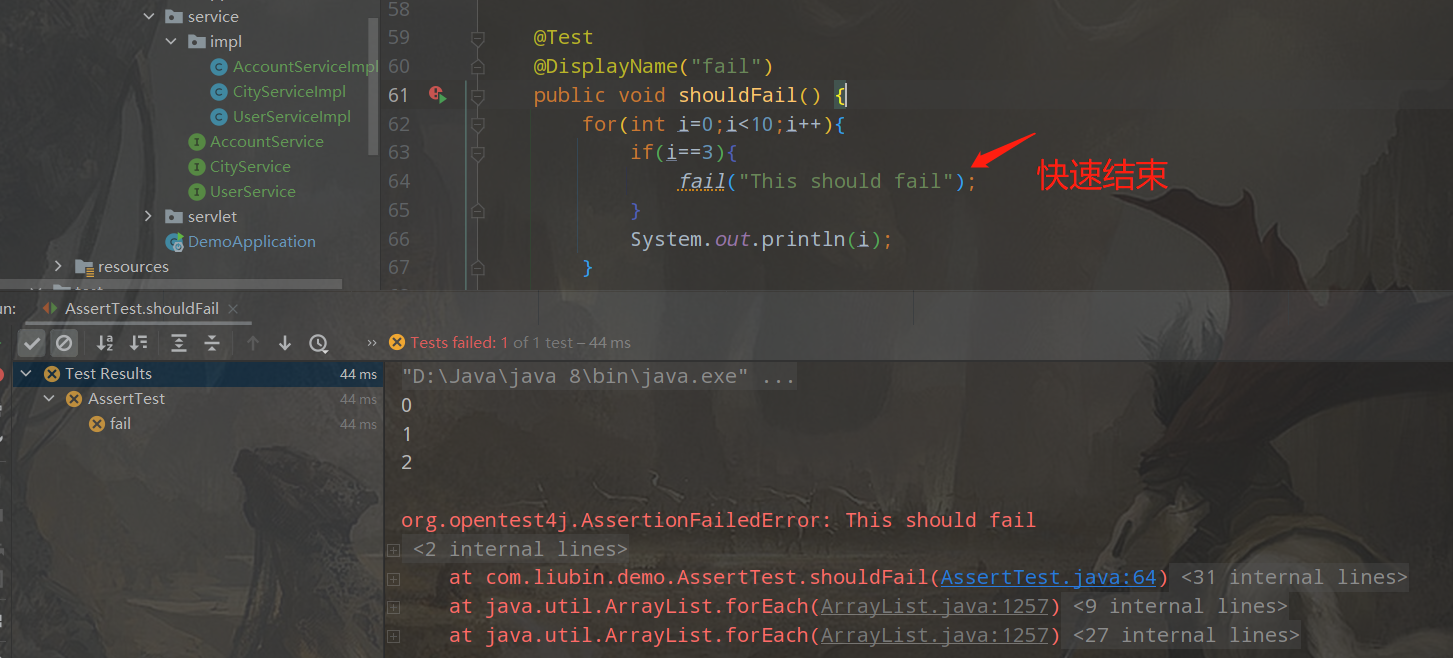 service
impl
AccountServiceImpl
CityServiceImpl
UserServiceImpl
AccountService
CityService
UserService
servlet
DemoApplication
resources
58
59 @Test
60 @DisplayName("fail")
61 public void shouldFail() {
62 for(int i=0;i<10;i++){
63 if(i==3){
64 fail("This should fail");
快速结束
65 }
66 System.out.println(i);
67 }
AssertTest.shouldFail
Tests failed: 1 of 1 test – 44 ms
Test Results 44 ms
AssertTest 44 ms
fail 44 ms
"D:\Java\java 8\bin\java.exe" ...
0
1
2
org.opentest4j.AssertionFailedError: This should fail
<2 internal lines>
at com.liubin.demo.AssertTest.shouldFail(AssertTest.java:64) <31 internal lines>
at java.util.ArrayList.forEach(ArrayList.java:1257) <9 internal lines>
at java.util.ArrayList.forEach(ArrayList.java:1257) <27 internal lines>